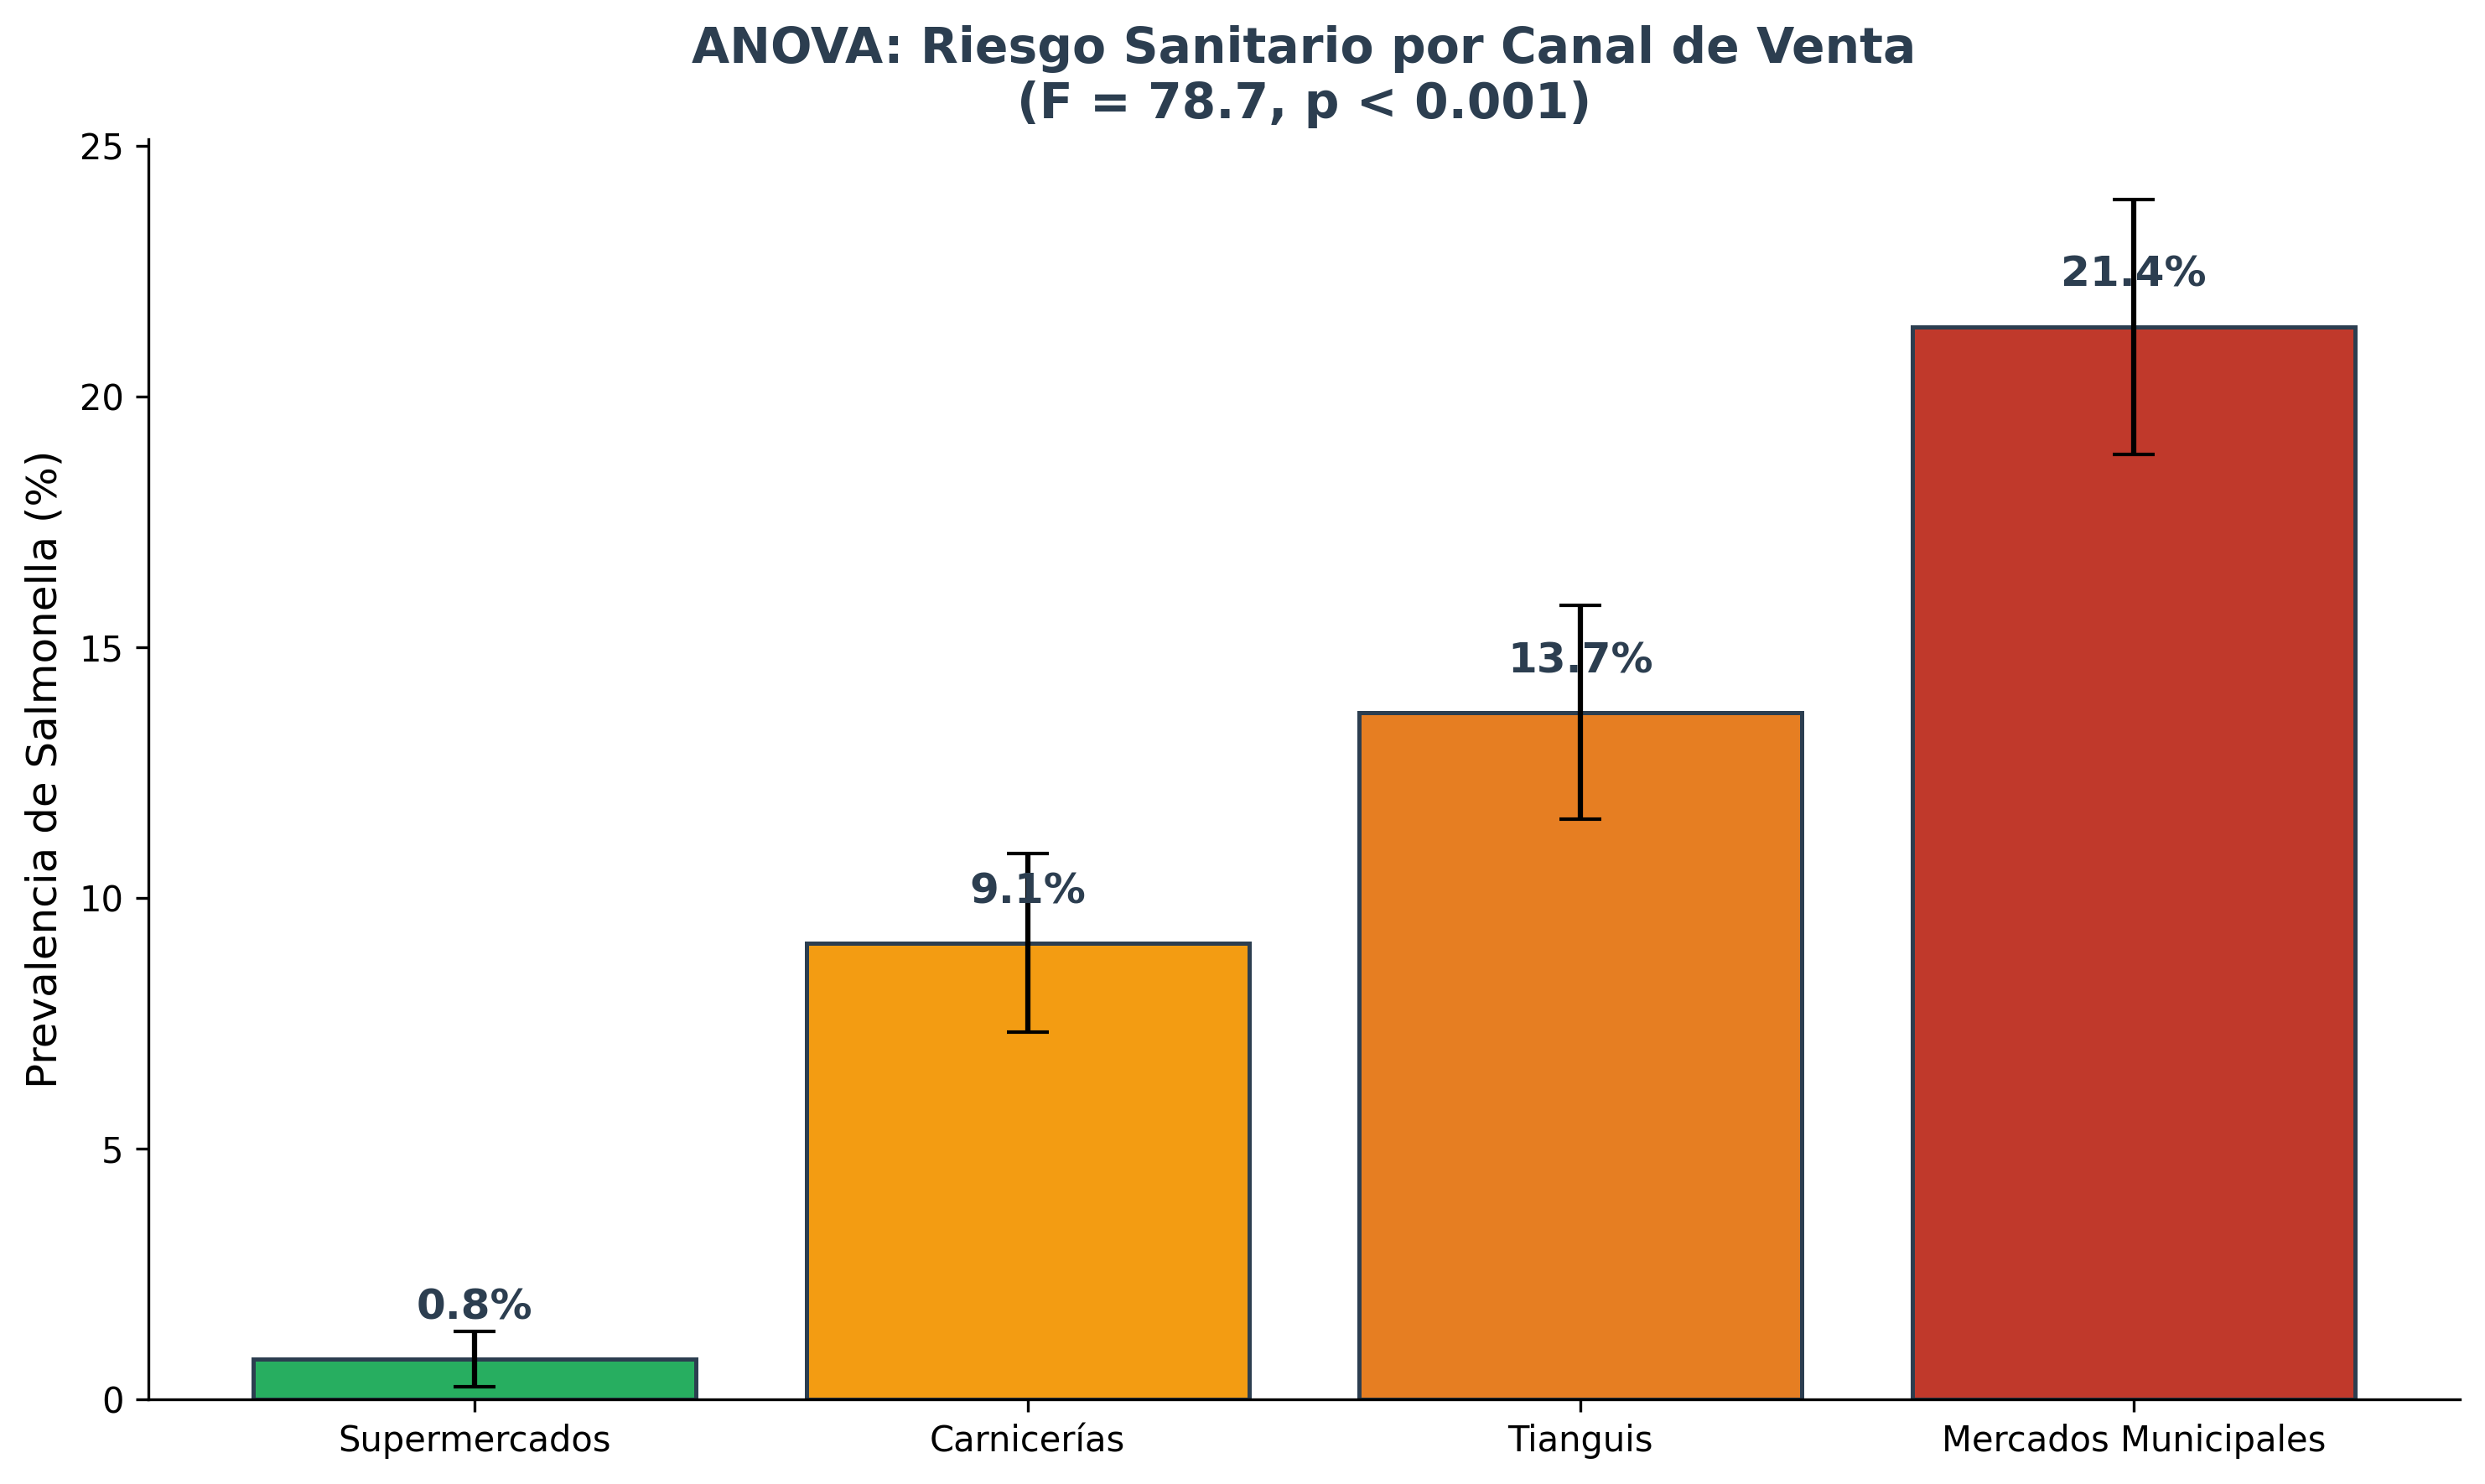 ANOVA: Riesgo Sanitario por Canal de Venta
(F = 78.7, p < 0.001)
Prevalencia de Salmonella (%)
25
20
15
10
5
0
0.8%
9.1%
13.7%
21.4%
Supermercados
Carnicerías
Tianguis
Mercados Municipales